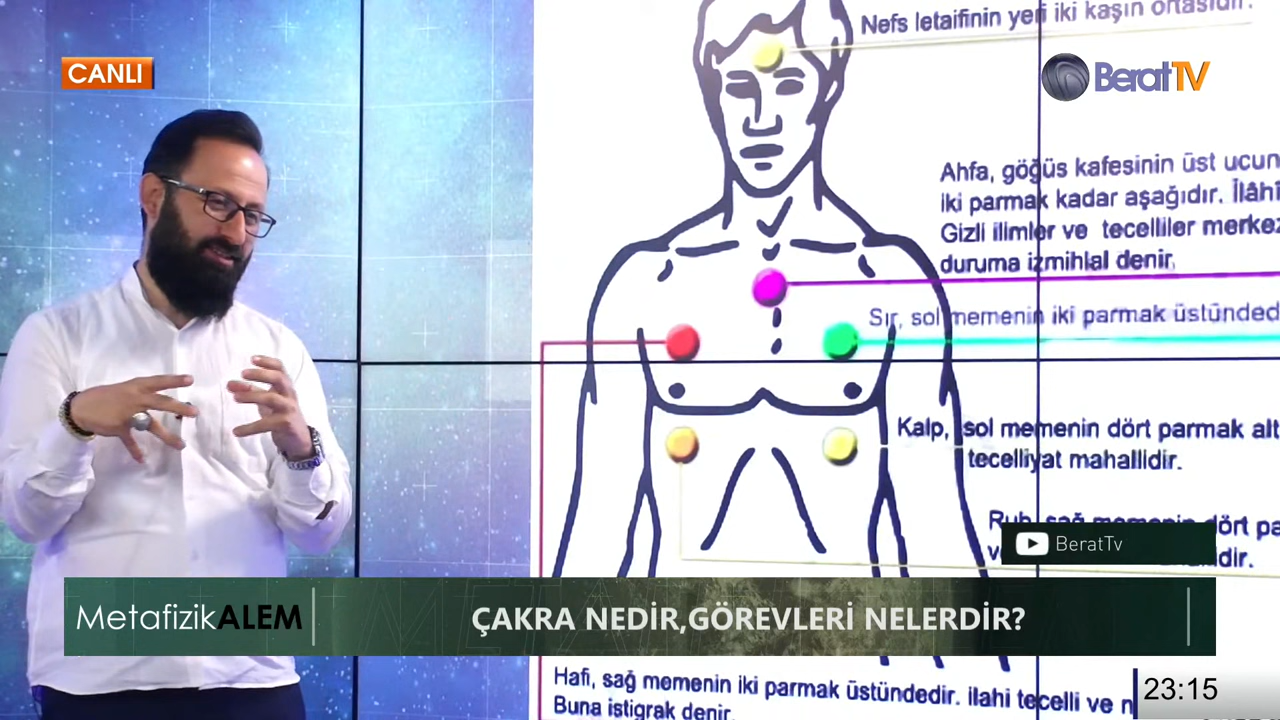 Nefs letaifinin yeri iki kaşın ortasıdır.
CANLI
BeratTV
Ahfa, göğüs kafesinin üst ucun
iki parmak kadar aşağıdır. İlâhî
Gizli ilimler ve tecelliler merkez
duruma izmihlal denir.
Sır, sol memenin iki parmak üstünded
Kalp, sol memenin dört parmak alt
tecelliyat mahallidir.
Ruh, sağ memenin dört pa
BeratTv
MetafizikALEM
ÇAKRA NEDİR,GÖREVLERİ NELERDİR?
Hafi, sağ memenin iki parmak üstündedir. ilahi tecelli ve n
Buna istigrak denir.
23:15